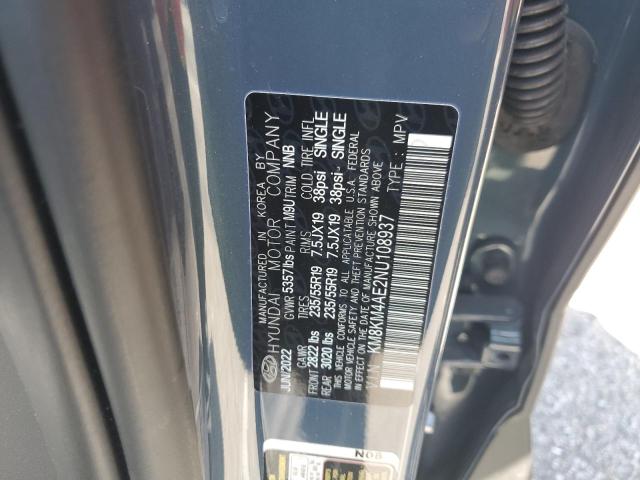 MANUFACTURED IN KOREA BY
HYUNDAI MOTOR COMPANY
JUN/2022 GVWR 5357 lbs PAINT M9U TRIM NNB
GAWR TIRES RIMS COLD TIRE INFL
FRONT 2822 lbs 235/55R19 7.5JX19 38psi SINGLE
REAR 3020 lbs 235/55R19 7.5JX19 38psi SINGLE
THIS VEHICLE CONFORMS TO ALL APPLICABLE U.S.A. FEDERAL
MOTOR VEHICLE SAFETY AND THEFT PREVENTION STANDARDS
IN EFFECT ON THE DATE OF MANUFACTURE SHOWN ABOVE
V.I.N: KM8KM4AE2NU108937 TYPE: MPV
N08